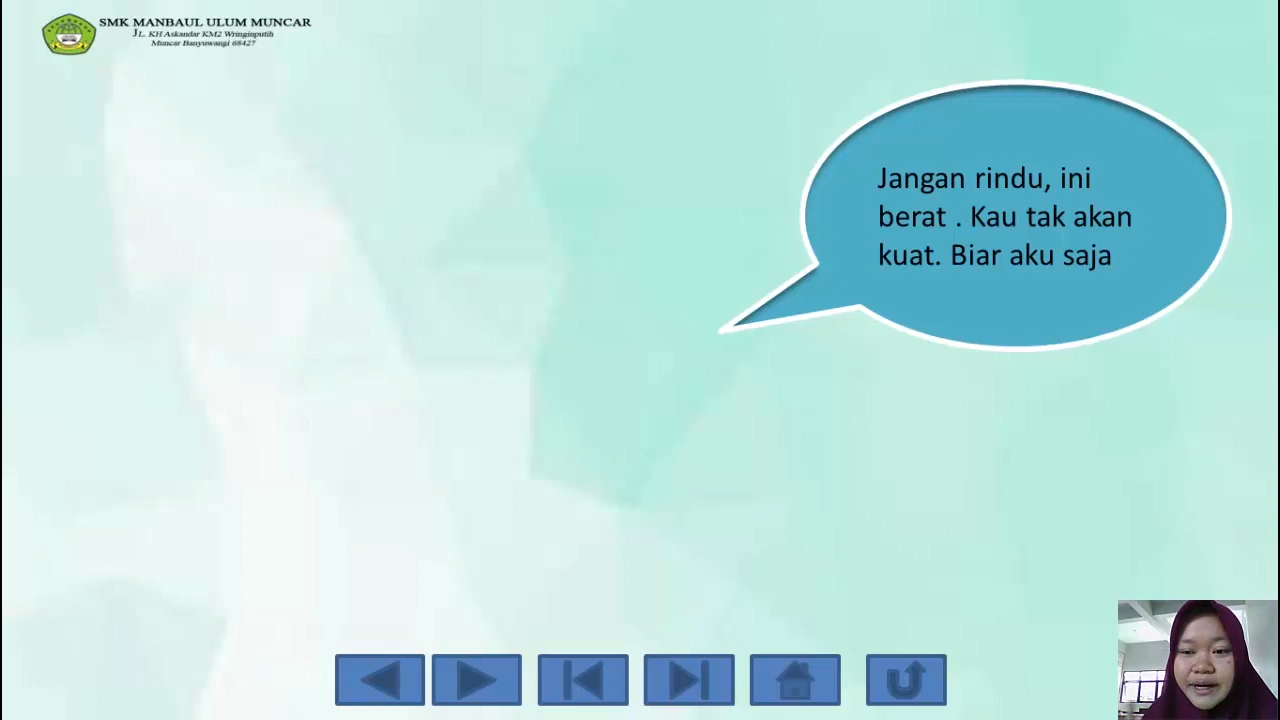 SMK MANBAUL ULUM MUNCAR
JL. KH Askandar KM2 Wringinputih
Muncar Banyuwangi 68427
Jangan rindu, ini
berat . Kau tak akan
kuat. Biar aku saja